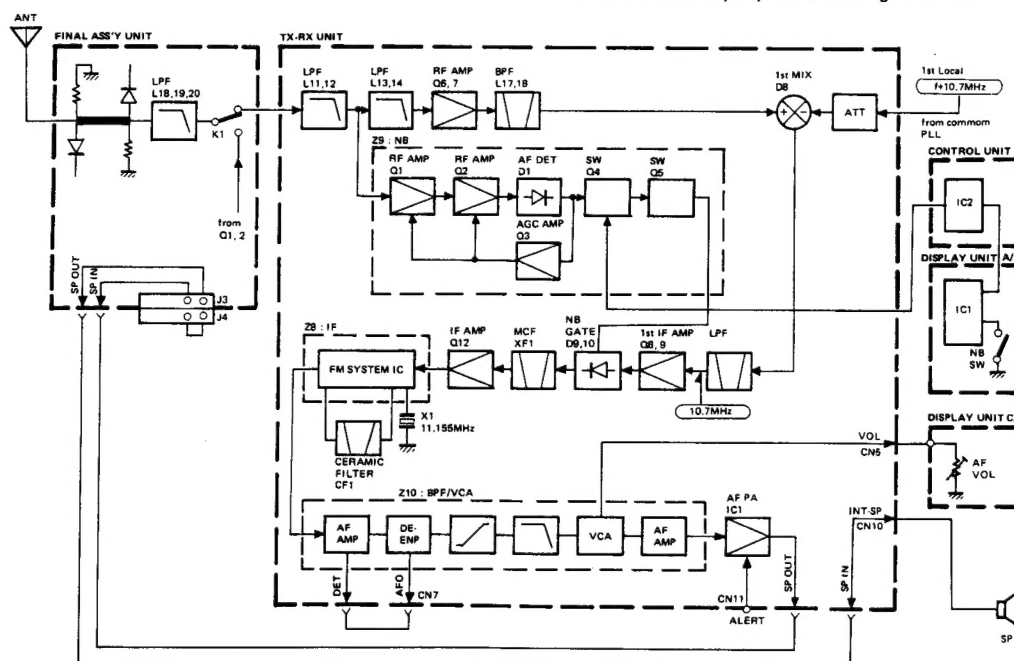 ANT
FINAL ASS'Y UNIT
LPF
L18,19,20
K1
from
Q1, 2
SP OUT
SP IN
J3
J4
TX-RX UNIT
LPF
L11,12
LPF
L13,14
RF AMP
Q6, 7
BPF
L17,18
1st MIX
D8
ATT
1st Local
f+10.7MHz
from commom
PLL
Z9 : NB
RF AMP
Q1
RF AMP
Q2
AF DET
D1
SW
Q4
SW
Q5
AGC AMP
Q3
CONTROL UNIT
IC2
DISPLAY UNIT A/
IC1
NB
SW
Z8 : IF
FM SYSTEM IC
IF AMP
Q12
MCF
XF1
NB
GATE
D9, 10
1st IF AMP
Q8, 9
LPF
10.7MHz
X1
11,155MHz
CERAMIC
FILTER
CF1
DISPLAY UNIT C
AF
VOL
VOL
CN5
Z10 : BPF/VCA
AF
AMP
DE-
ENP
VCA
AF
AMP
AF PA
IC1
INT-SP
CN10
DET
AFO
CN7
CN11
ALERT
SP OUT
SP IN
SP